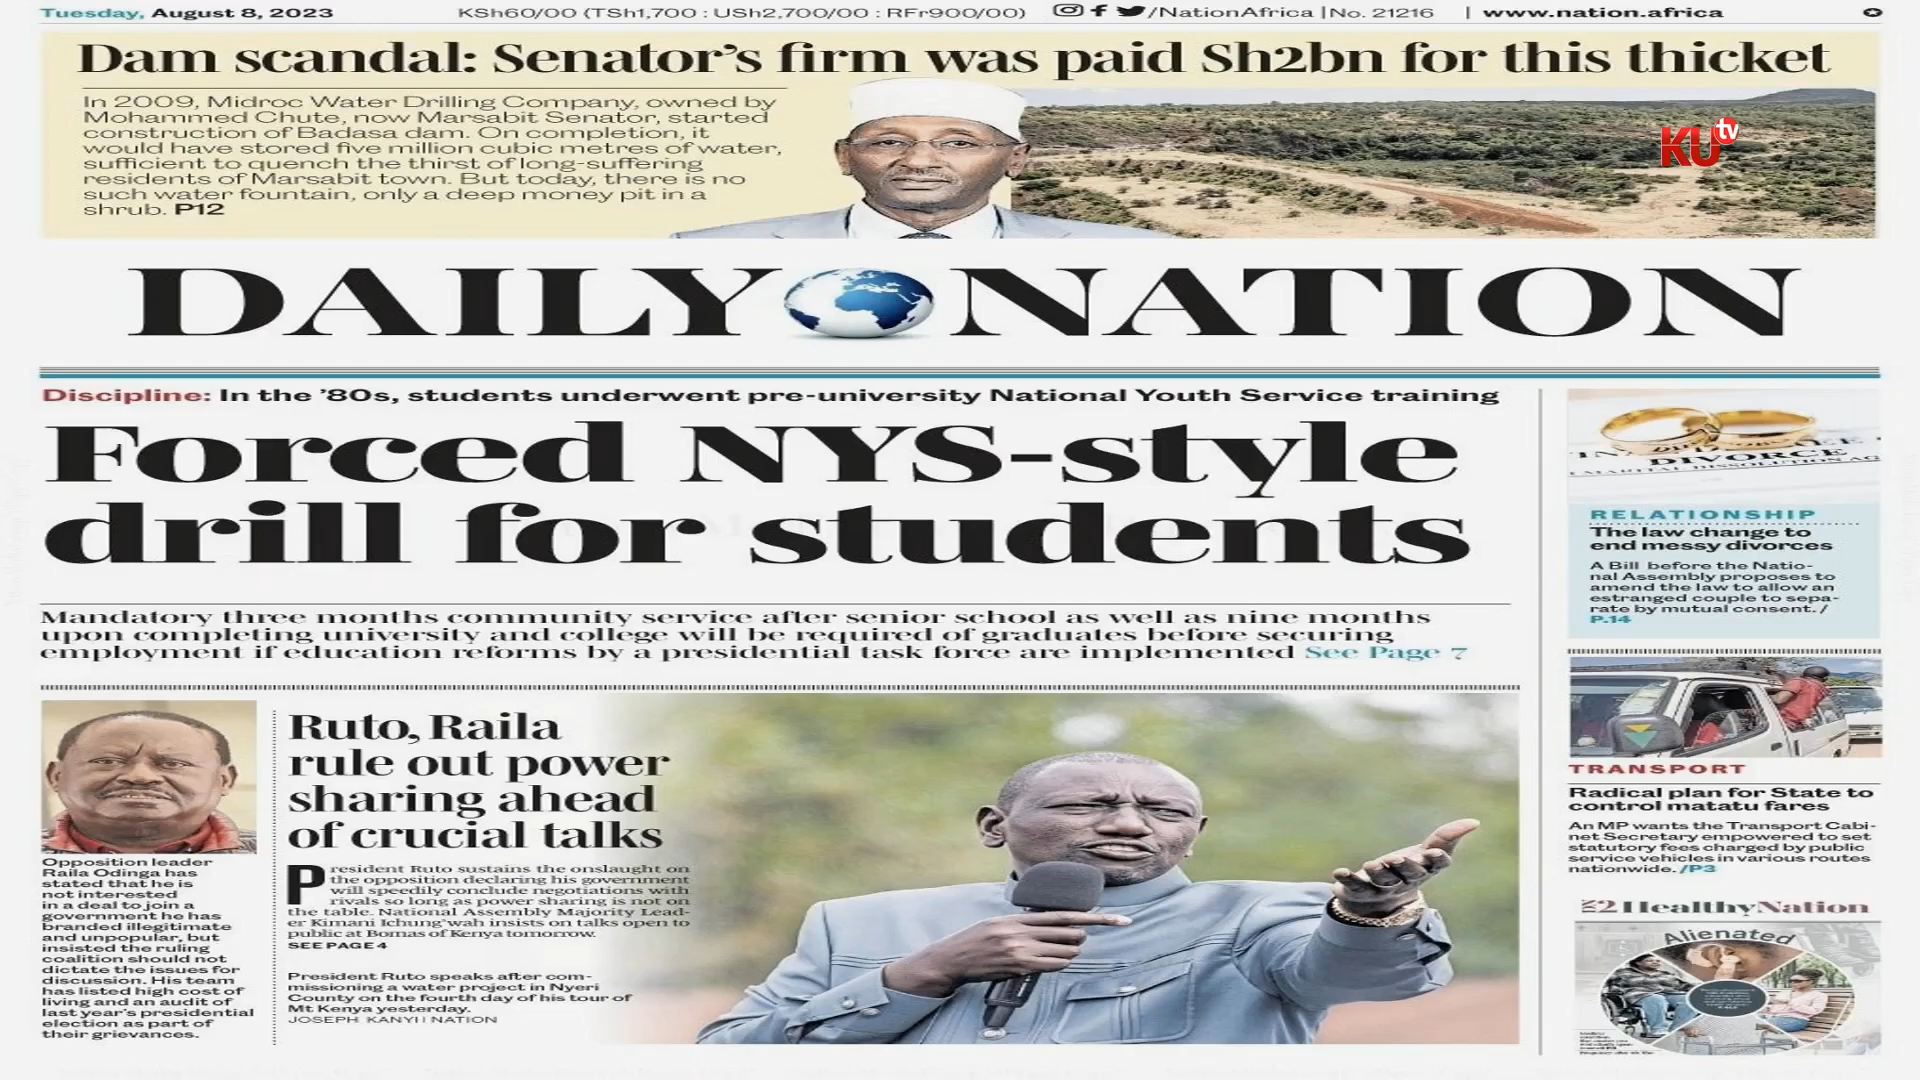 Tuesday, August 8, 2023
KSh60/00 (TSh1,700 : USh2,700/00 : RFr900/00)
/NationAfrica | No. 21216 | www.nation.africa
Dam scandal: Senator's firm was paid Sh2bn for this thicket
In 2009, Midroc Water Drilling Company, owned by
Mohammed Chute, now Marsabit Senator, started
construction of Badasa dam. On completion, it
would have stored five million cubic metres of water,
sufficient to quench the thirst of long-suffering
residents of Marsabit town. But today, there is no
such water fountain, only a deep money pit in a
shrub. P12
KUtv
DAILY NATION
Discipline: In the '80s, students underwent pre-university National Youth Service training
Forced NYS-style
drill for students
Mandatory three months community service after senior school as well as nine months
upon completing university and college will be required of graduates before securing
employment if education reforms by a presidential task force are implemented See Page 7
Opposition leader
Raila Odinga has
stated that he is
not interested
in a deal to join a
government he has
branded illegitimate
and unpopular, but
insisted the ruling
coalition should not
dictate the issues for
discussion. His team
has listed high cost of
living and an audit of
last year's presidential
election as part of
their grievances.
Ruto, Raila
rule out power
sharing ahead
of crucial talks
President Ruto sustains the onslaught on
the opposition declaring his government
will speedily conclude negotiations with
rivals so long as power sharing is not on
the table. National Assembly Majority Lead-
er Kimani Ichung'wah insists on talks open to
public at Bomas of Kenya tomorrow.
SEE PAGE 4
President Ruto speaks after com-
missioning a water project in Nyeri
County on the fourth day of his tour of
Mt Kenya yesterday.
JOSEPH KANYI | NATION
DIVORCE
RELATIONSHIP
The law change to
end messy divorces
A Bill before the Natio-
nal Assembly proposes to
amend the law to allow an
estranged couple to sepa-
rate by mutual consent. /
P.14
TRANSPORT
Radical plan for State to
control matatu fares
An MP wants the Transport Cabi-
net Secretary empowered to set
statutory fees charged by public
service vehicles in various routes
nationwide. /P3
DN2 HealthyNation
Alienated